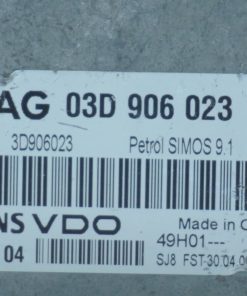 AG 03D 906 023
3D906023 Petrol SIMOS 9.1
NS VDO Made in C
04 49H01---
SJ8 FST-30.04.0